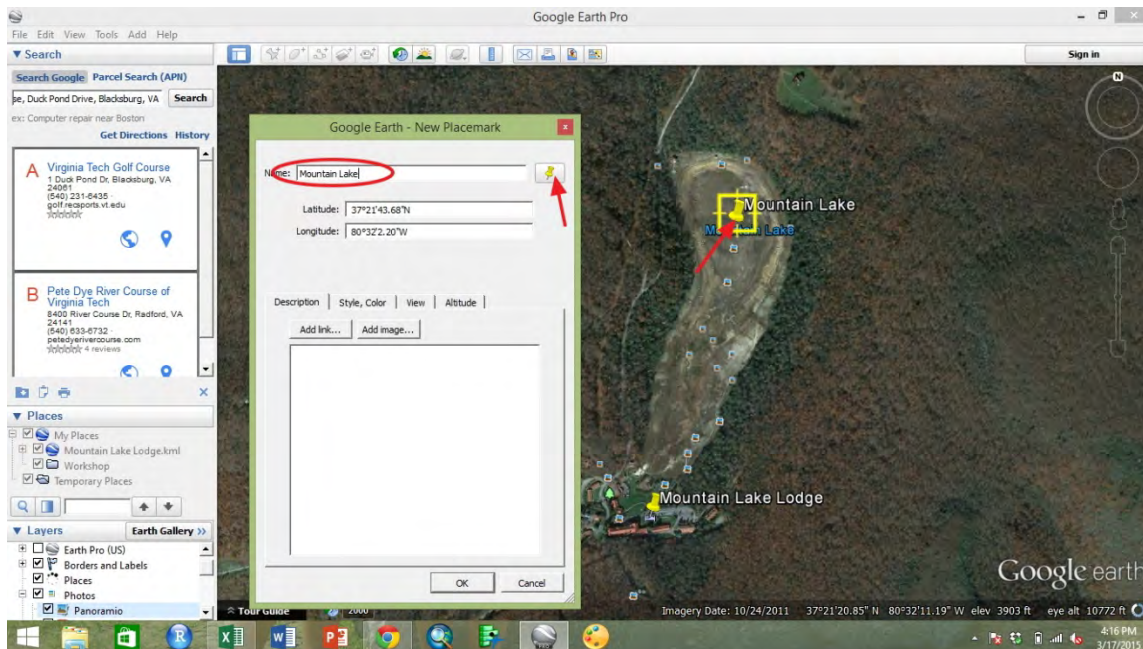 Google Earth Pro
File Edit View Tools Add Help
▼ Search
Sign in
Search Google Parcel Search (APN)
se, Duck Pond Drive, Blacksburg, VA Search
ex: Computer repair near Boston
Get Directions History
A Virginia Tech Golf Course
1 Duck Pond Dr, Blacksburg, VA
24061
(540) 231-6435
golf.recsports.vt.edu
B Pete Dye River Course of
Virginia Tech
8400 River Course Dr, Radford, VA
24141
(540) 633-6732
petedyerivercourse.com
4 reviews
▼ Places
My Places
Mountain Lake Lodge.kml
Workshop
Temporary Places
▼ Layers Earth Gallery >>
Earth Pro (US)
Borders and Labels
Places
Photos
Panoramio
Google Earth - New Placemark
Name: Mountain Lake
Latitude: 37°21'43.68"N
Longitude: 80°32'2.20"W
Description Style, Color View Altitude
Add link... Add image...
OK Cancel
N
Mountain Lake
Mountain Lake
Mountain Lake Lodge
Google earth
Tour Guide 2000 Imagery Date: 10/24/2011 37°21'20.85" N 80°32'11.19" W elev 3903 ft eye alt 10772 ft
4:16 PM
3/17/2015